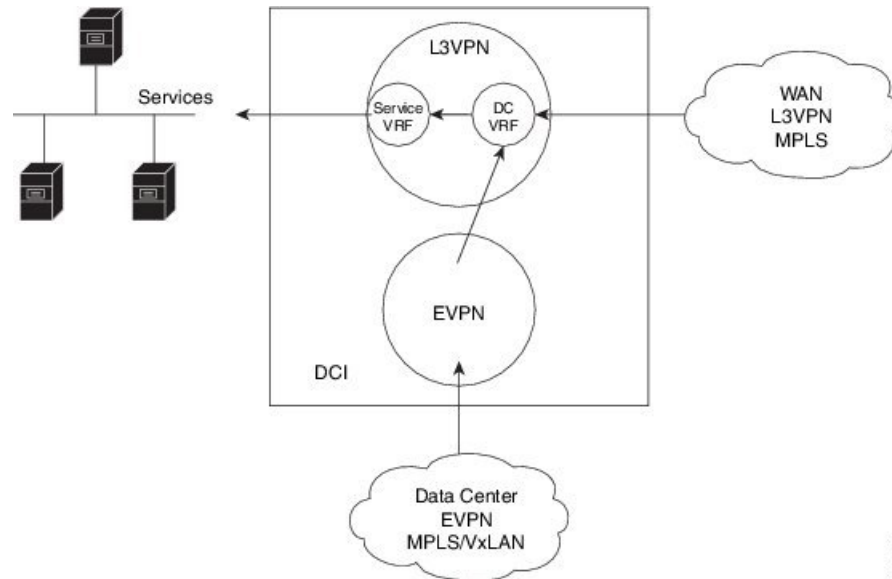 L3VPN
Services
Service
VRF
DC
VRF
WAN
L3VPN
MPLS
EVPN
DCI
Data Center
EVPN
MPLS/VxLAN